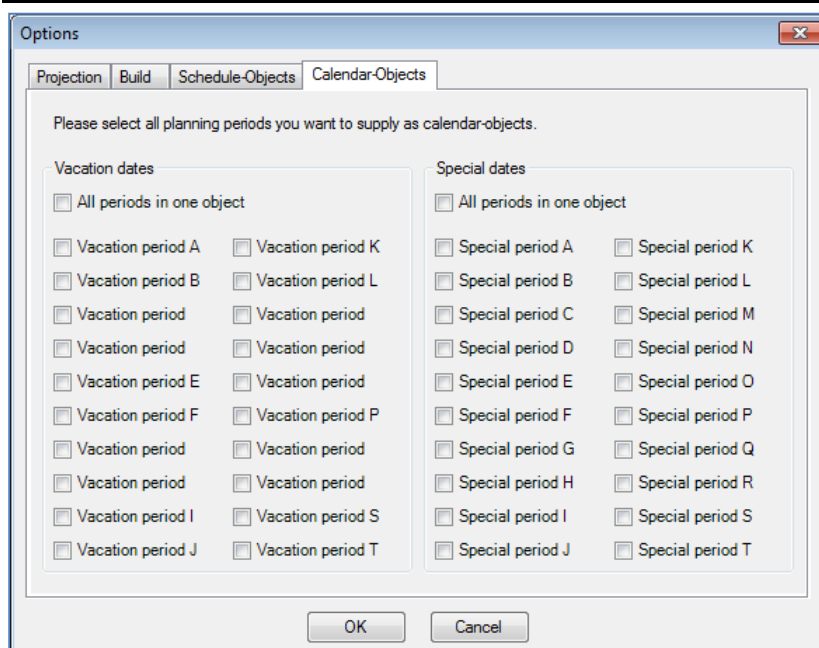 Options
Projection Build Schedule-Objects Calendar-Objects
Please select all planning periods you want to supply as calendar-objects.
Vacation dates
All periods in one object
Vacation period A Vacation period K
Vacation period B Vacation period L
Vacation period Vacation period
Vacation period Vacation period
Vacation period E Vacation period
Vacation period F Vacation period P
Vacation period Vacation period
Vacation period Vacation period
Vacation period I Vacation period S
Vacation period J Vacation period T
Special dates
All periods in one object
Special period A Special period K
Special period B Special period L
Special period C Special period M
Special period D Special period N
Special period E Special period O
Special period F Special period P
Special period G Special period Q
Special period H Special period R
Special period I Special period S
Special period J Special period T
OK Cancel